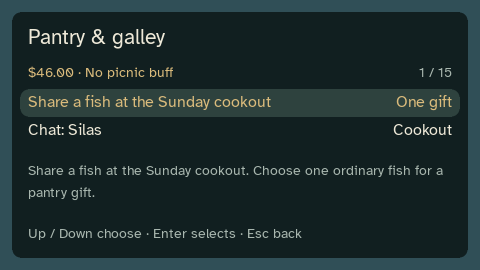 Pantry & galley
$46.00 · No picnic buff 1 / 15
Share a fish at the Sunday cookout One gift
Chat: Silas Cookout
Share a fish at the Sunday cookout. Choose one ordinary fish for a
pantry gift.
Up / Down choose · Enter selects · Esc back